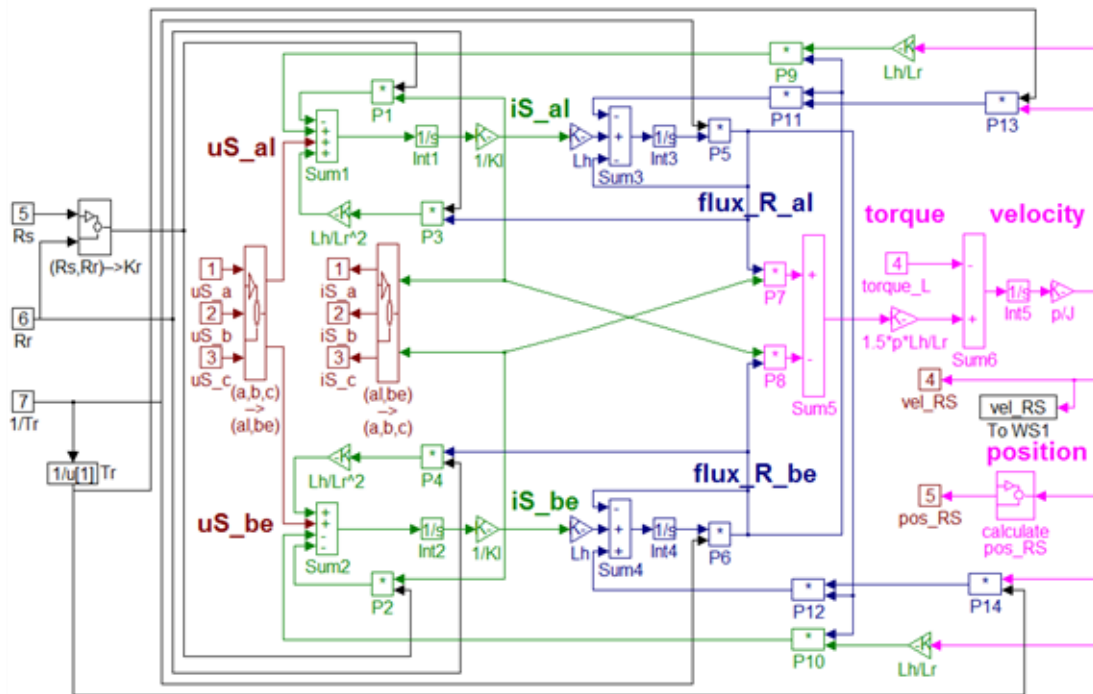 *
P9
-K
Lh/Lr
*
P1
iS_al
*
P11
*
P13
uS_al
-
+
+
+
Sum1
1/s
Int1
K-
1/Kl
K-
Lh
-
+
-
Sum3
1/s
Int3
*
P5
-K
Lh/Lr^2
*
P3
flux_R_al
torque
velocity
5
Rs
(Rs,Rr)-->Kr
6
Rr
1
uS_a
2
uS_b
3
uS_c
(a,b,c)
-->
(al,be)
1
iS_a
2
iS_b
3
iS_c
(al,be)
-->
(a,b,c)
*
P7
*
P8
+
-
Sum5
4
torque_L
K-
1.5*p*Lh/Lr
-
+
Sum6
1/s
Int5
K-
p/J
7
1/Tr
1/u[1]
Tr
4
vel_RS
vel_RS
To WS1
position
5
pos_RS
calculate
pos_RS
-K
Lh/Lr^2
*
P4
flux_R_be
iS_be
uS_be
+
+
-
-
Sum2
1/s
Int2
K-
1/Kl
K-
Lh
-
+
+
Sum4
1/s
Int4
*
P6
*
P2
*
P12
*
P14
*
P10
-K
Lh/Lr